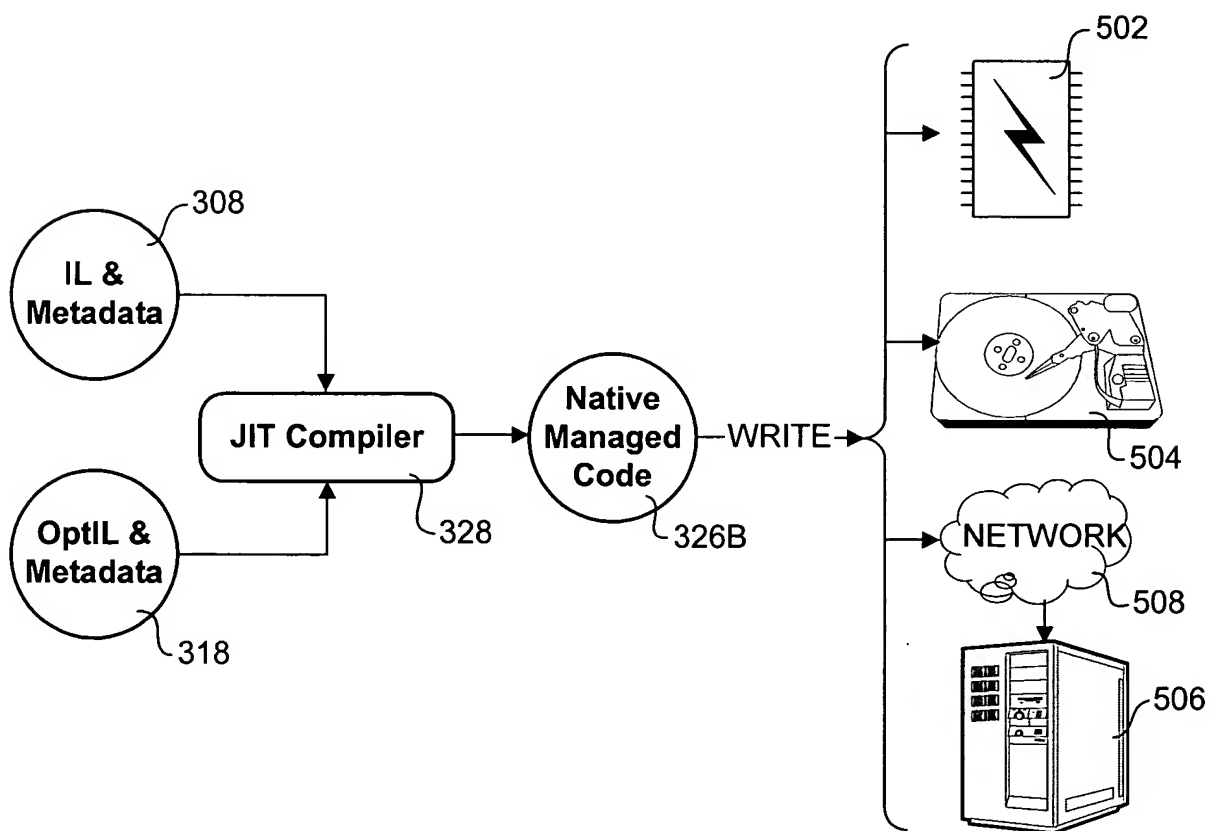 502
308
IL &
Metadata
504
JIT Compiler
328
Native
Managed
Code
326B
WRITE
OptIL &
Metadata
318
NETWORK
508
506